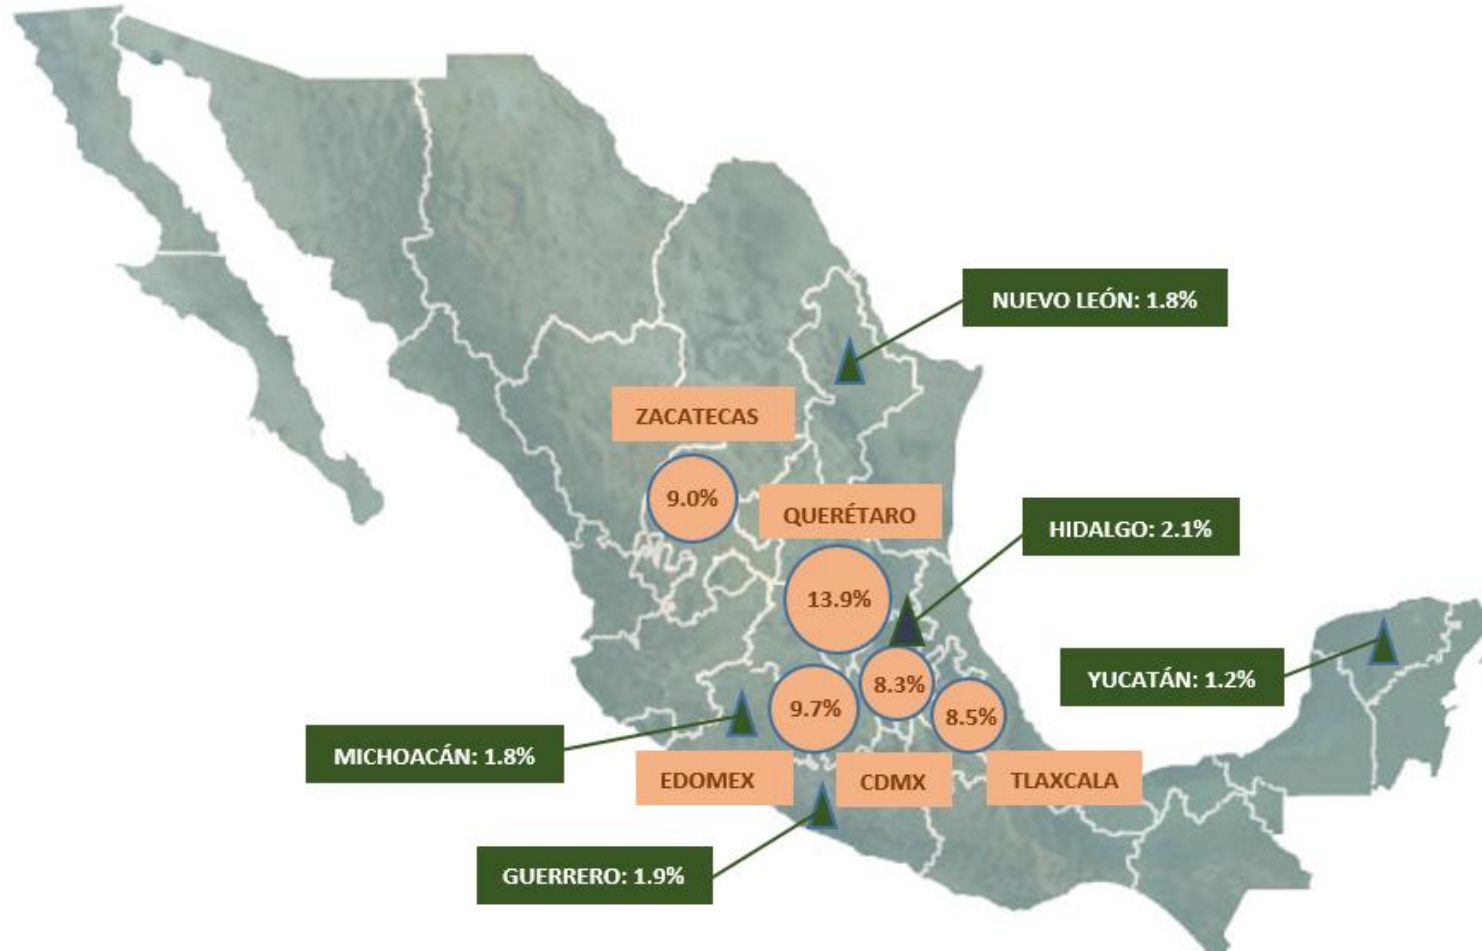 NUEVO LEÓN: 1.8%
ZACATECAS
9.0%
QUERÉTARO
HIDALGO: 2.1%
13.9%
YUCATÁN: 1.2%
8.3%
9.7%
8.5%
MICHOACÁN: 1.8%
EDOMEX
CDMX
TLAXCALA
GUERRERO: 1.9%